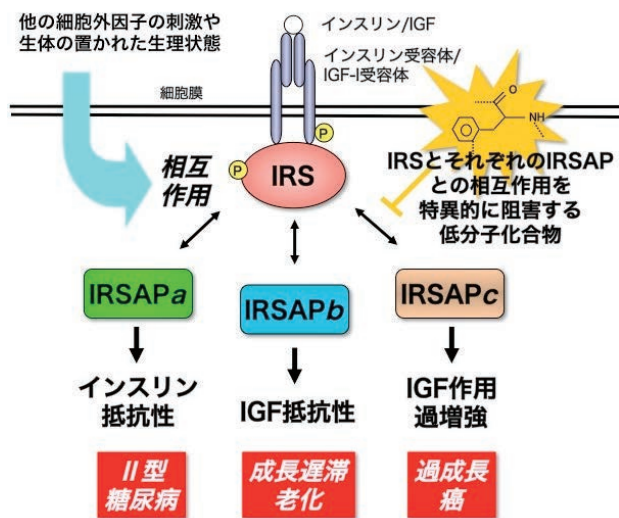 他の細胞外因子の刺激や
生体の置かれた生理状態
インスリン/IGF
インスリン受容体/
IGF-I受容体
細胞膜
O
NH
P
P
IRS
相互
作用
IRSとそれぞれのIRSAP
との相互作用を
特異的に阻害する
低分子化合物
IRSAPa
IRSAPb
IRSAPc
インスリン
抵抗性
IGF抵抗性
IGF作用
過増強
II型
糖尿病
成長遅滞
老化
過成長
癌